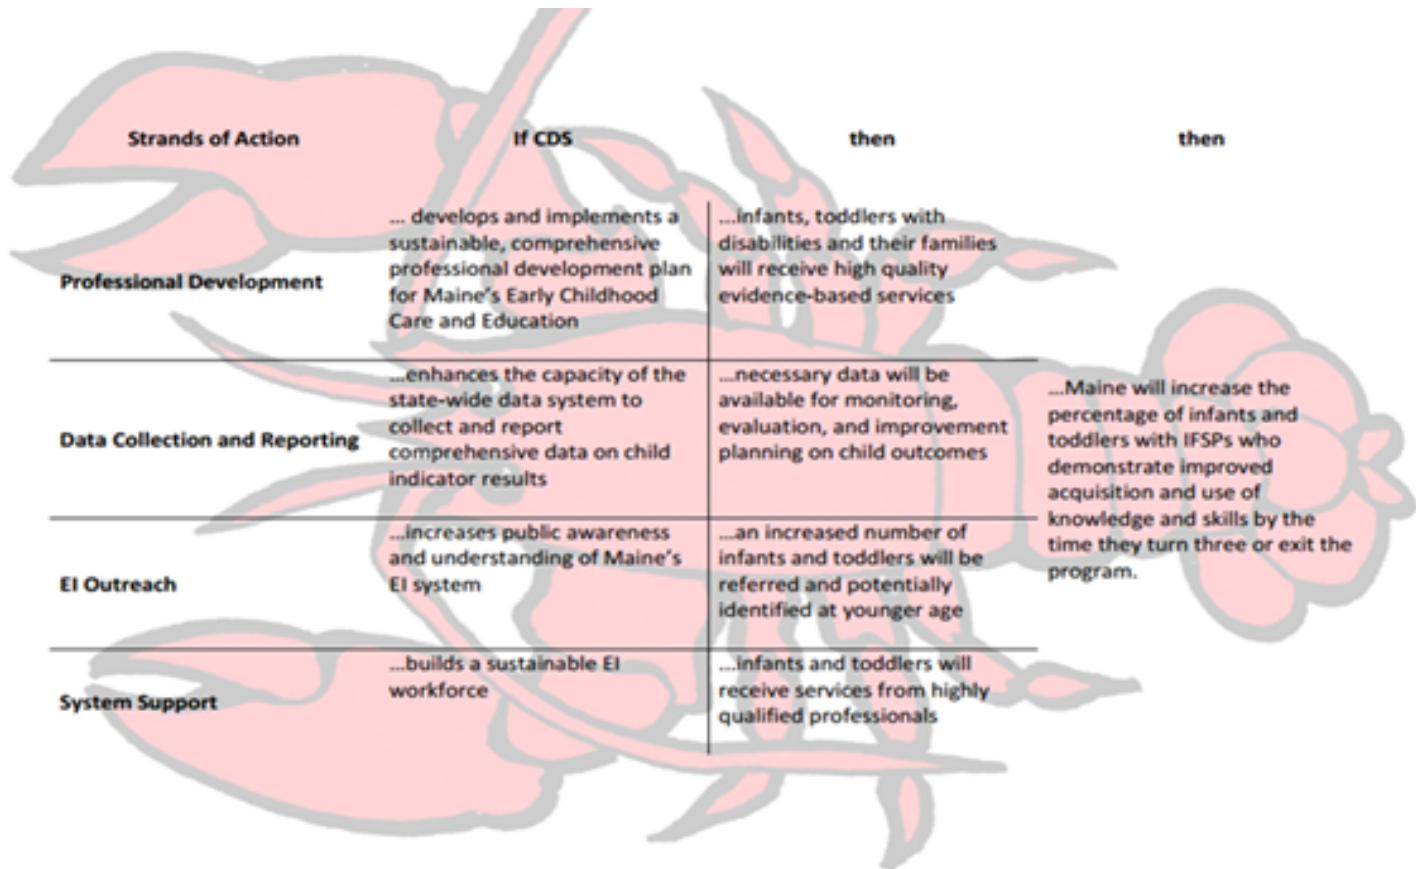 Strands of Action If CDS then then
Professional Development
... develops and implements a
sustainable, comprehensive
professional development plan
for Maine's Early Childhood
Care and Education
...infants, toddlers with
disabilities and their families
will receive high quality
evidence-based services
Data Collection and Reporting
...enhances the capacity of the
state-wide data system to
collect and report
comprehensive data on child
indicator results
...necessary data will be
available for monitoring,
evaluation, and improvement
planning on child outcomes
EI Outreach
...increases public awareness
and understanding of Maine's
EI system
...an increased number of
infants and toddlers will be
referred and potentially
identified at younger age
System Support
...builds a sustainable EI
workforce
...infants and toddlers will
receive services from highly
qualified professionals
...Maine will increase the
percentage of infants and
toddlers with IFSPs who
demonstrate improved
acquisition and use of
knowledge and skills by the
time they turn three or exit the
program.